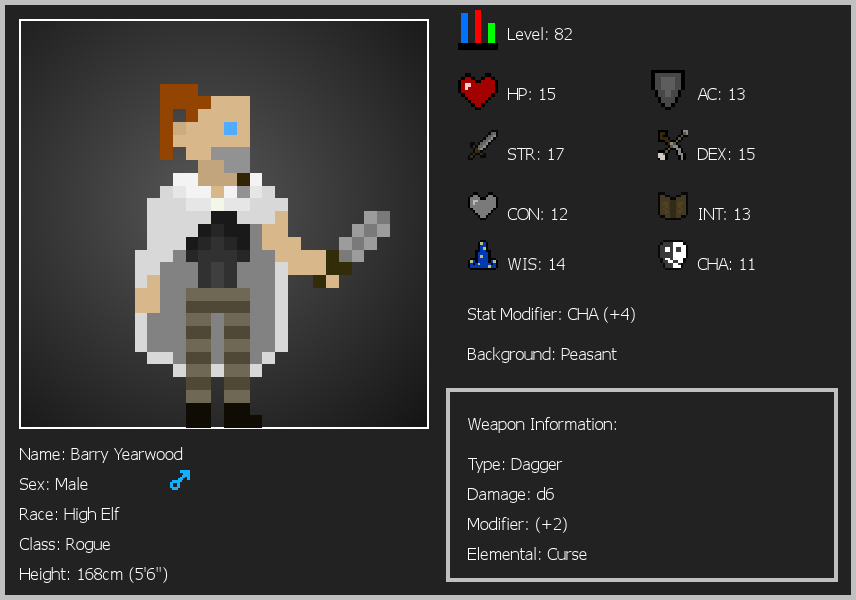 Level: 82
HP: 15
AC: 13
STR: 17
DEX: 15
CON: 12
INT: 13
WIS: 14
CHA: 11
Stat Modifier: CHA (+4)
Background: Peasant
Weapon Information:
Type: Dagger
Damage: d6
Modifier: (+2)
Elemental: Curse
Name: Barry Yearwood
Sex: Male
Race: High Elf
Class: Rogue
Height: 168cm (5'6")